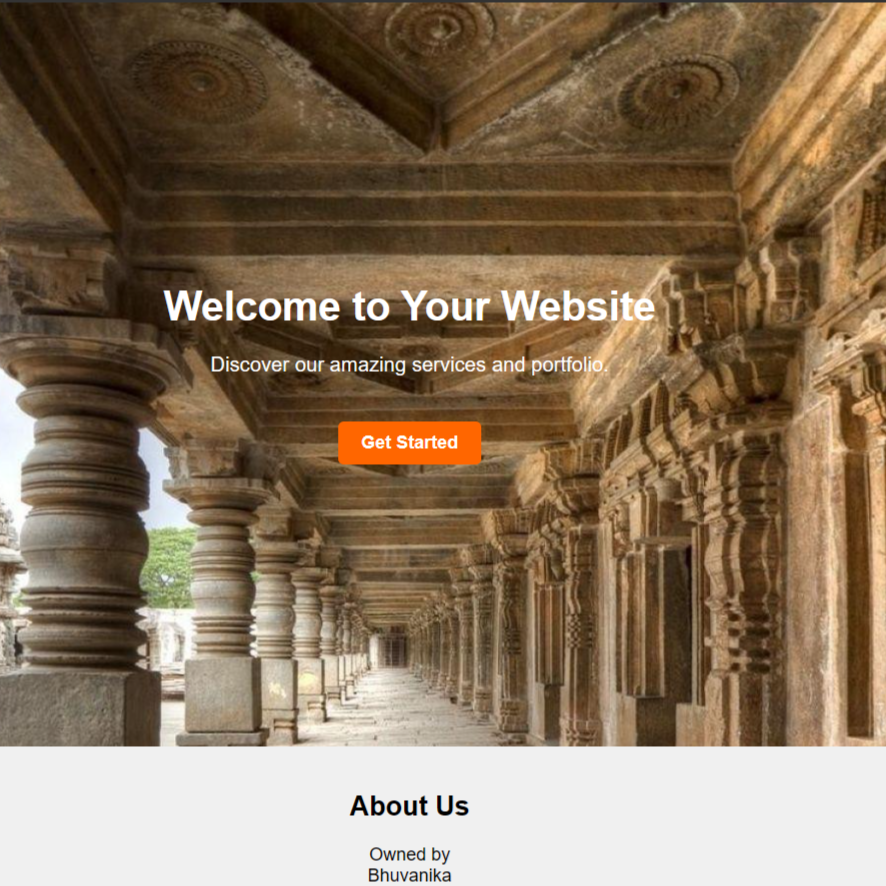 Welcome to Your Website
Discover our amazing services and portfolio.
Get Started
About Us
Owned by
Bhuvanika